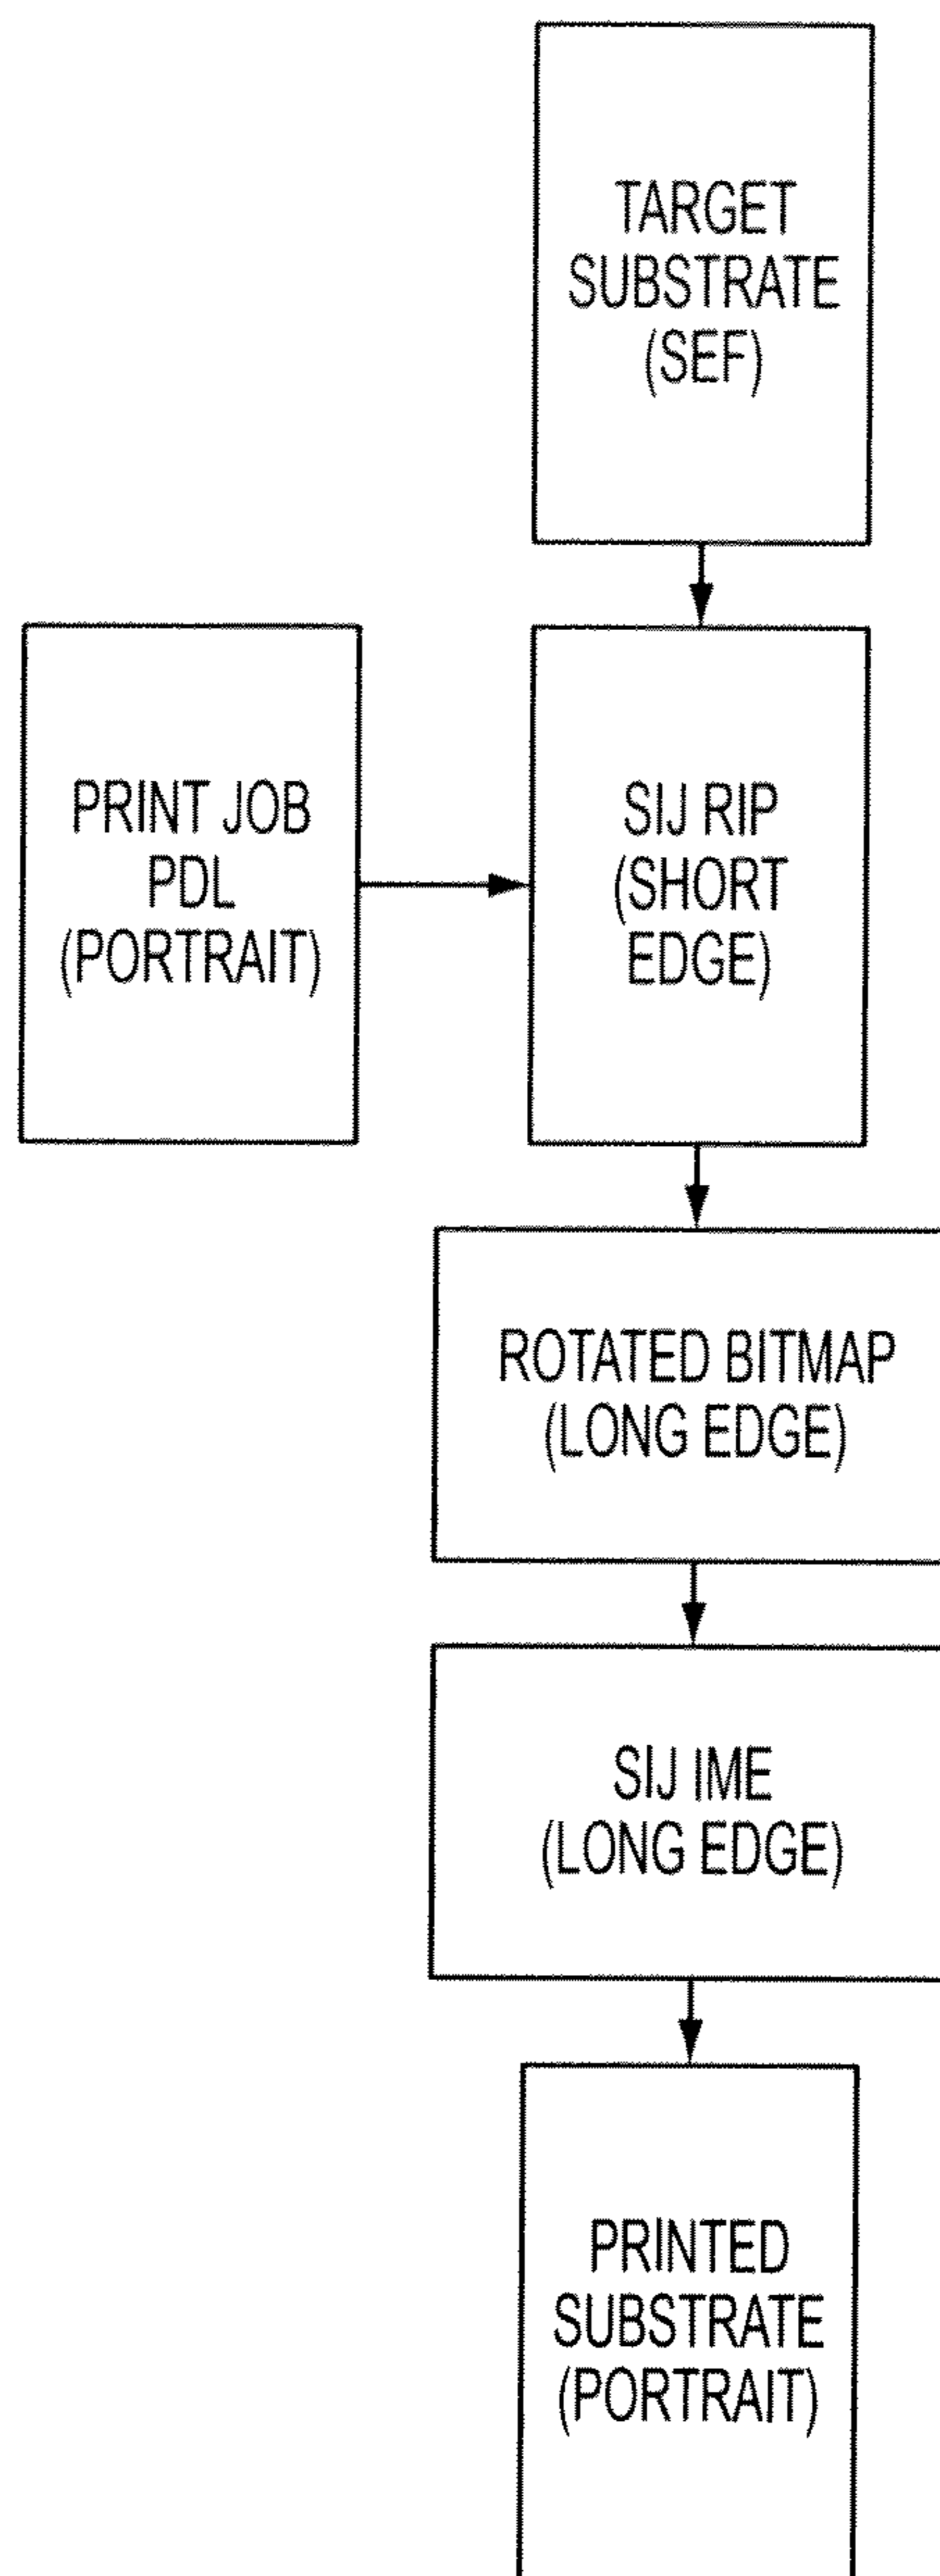 TARGET
SUBSTRATE
(SEF)
PRINT JOB
PDL
(PORTRAIT)
SIJ RIP
(SHORT
EDGE)
ROTATED BITMAP
(LONG EDGE)
SIJ IME
(LONG EDGE)
PRINTED
SUBSTRATE
(PORTRAIT)